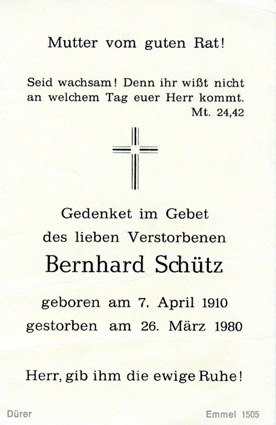 Mutter vom guten Rat!
Seid wachsam! Denn ihr wißt nicht
an welchem Tag euer Herr kommt.
Mt. 24,42
Gedenket im Gebet
des lieben Verstorbenen
Bernhard Schütz
geboren am 7. April 1910
gestorben am 26. März 1980
Herr, gib ihm die ewige Ruhe!
Dürer Emmel 1505